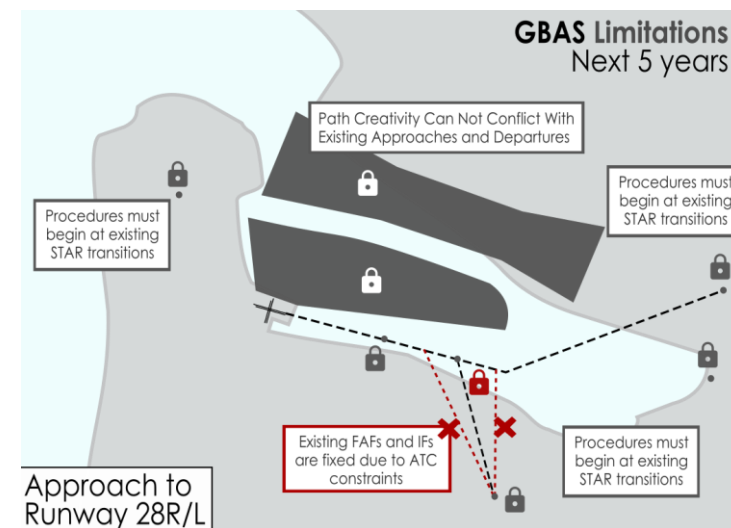 GBAS Limitations
Next 5 years
Path Creativity Can Not Conflict With
Existing Approaches and Departures
Procedures must
begin at existing
STAR transitions
Procedures must
begin at existing
STAR transitions
Existing FAFs and IFs
are fixed due to ATC
constraints
Procedures must
begin at existing
STAR transitions
Approach to
Runway 28R/L